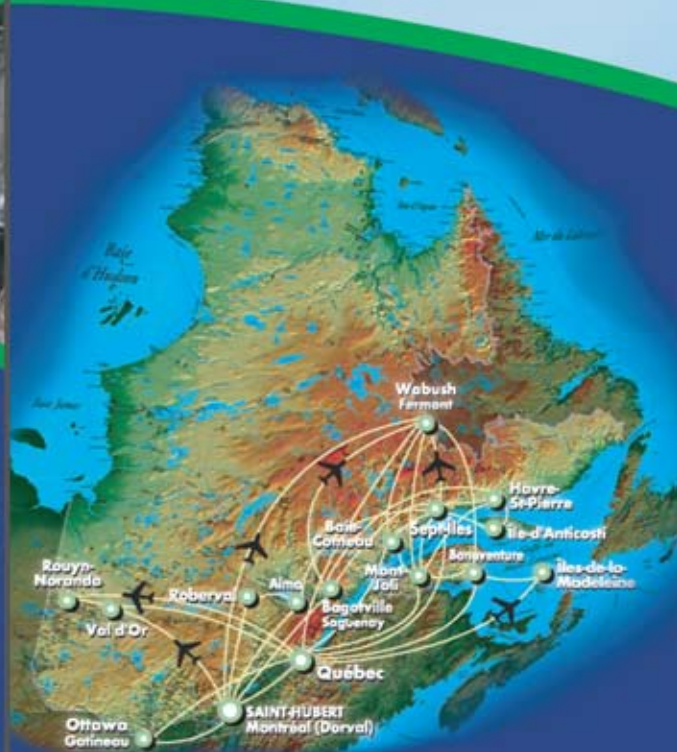 Baie
d'Hudson
Mer du Labrador
Baie James
Wabush
Fermont
Havre-
St-Pierre
Sept-Îles
Île-d'Anticosti
Baie-
Comeau
Bonaventure
Îles-de-la-
Madeleine
Mont-
Joli
Rouyn-
Noranda
Roberval
Alma
Bagotville
Saguenay
Val d'Or
Québec
SAINT-HUBERT
Montréal (Dorval)
Ottawa
Gatineau